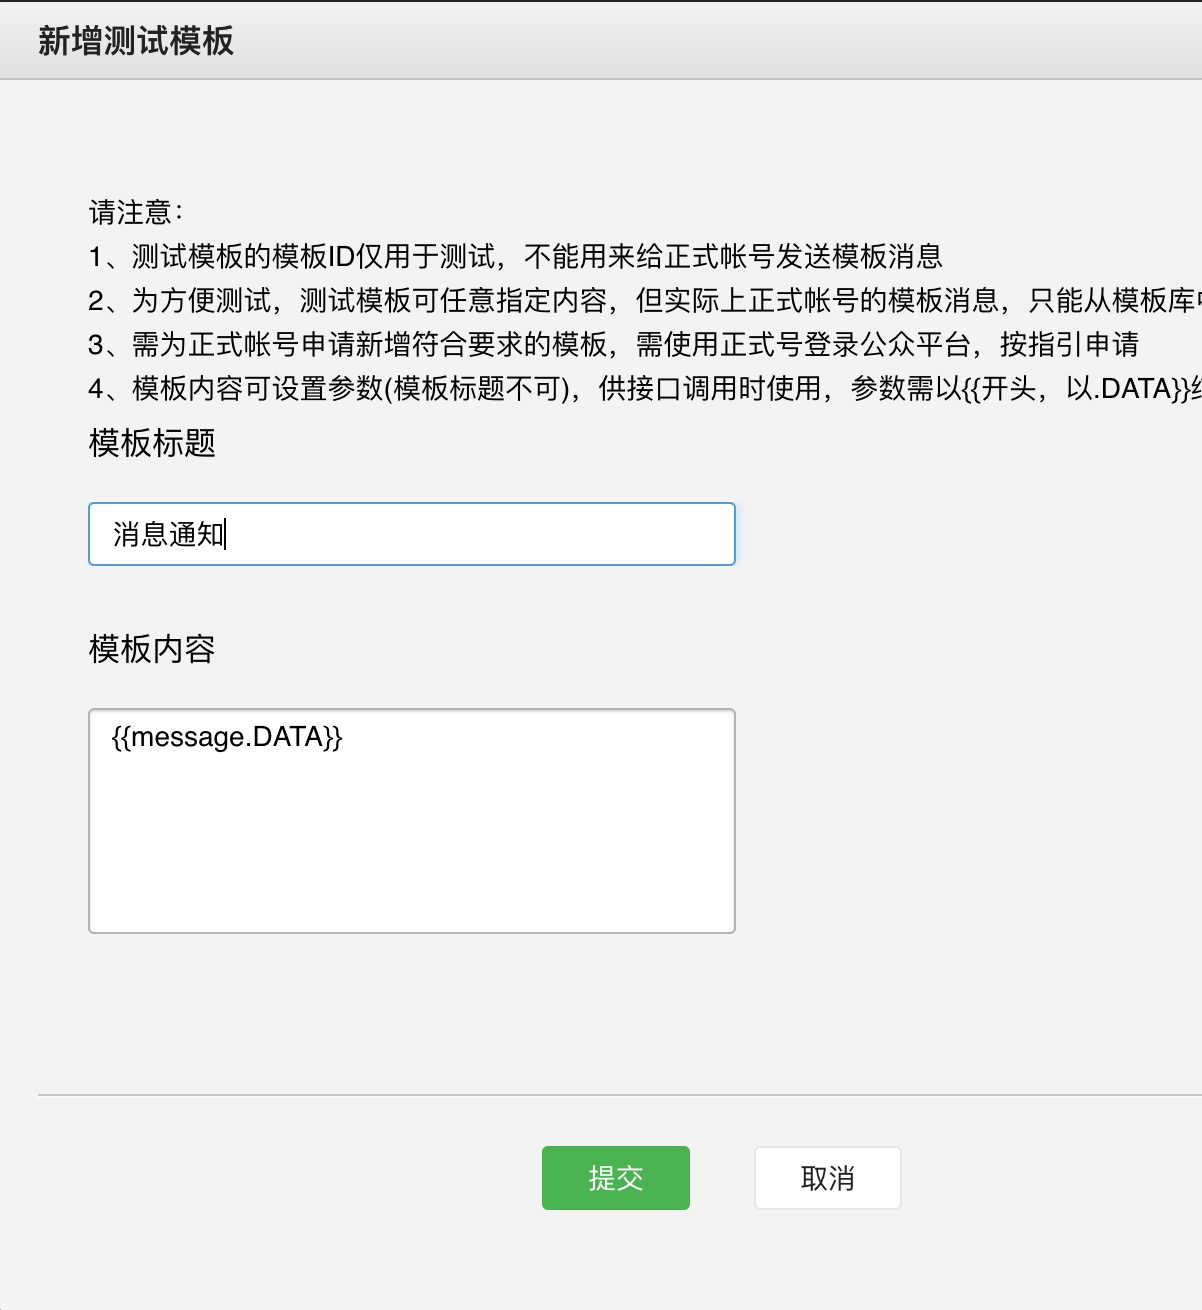 新增测试模板
请注意：
1、测试模板的模板ID仅用于测试，不能用来给正式帐号发送模板消息
2、为方便测试，测试模板可任意指定内容，但实际上正式帐号的模板消息，只能从模板库
3、需为正式帐号申请新增符合要求的模板，需使用正式号登录公众平台，按指引申请
4、模板内容可设置参数(模板标题不可)，供接口调用时使用，参数需以{{开头，以.DATA}}
模板标题
消息通知
模板内容
{{message.DATA}}
提交
取消